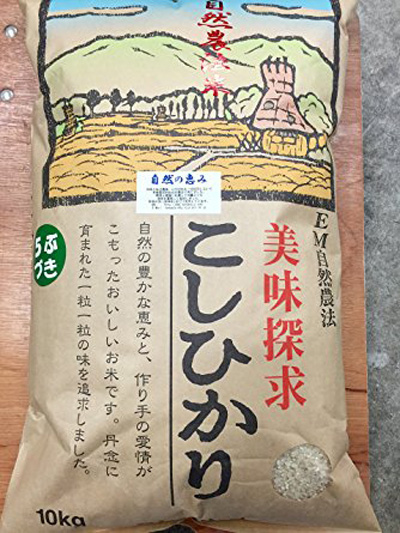 自然農法米
自然の恵み
EM自然農法
美味探求
こしひかり
自然の豊かな恵みと、作り手の愛情が
こもったおいしいお米です。丹念に
育まれた一粒一粒の味を追求しました。
うぶ
づき
10kg